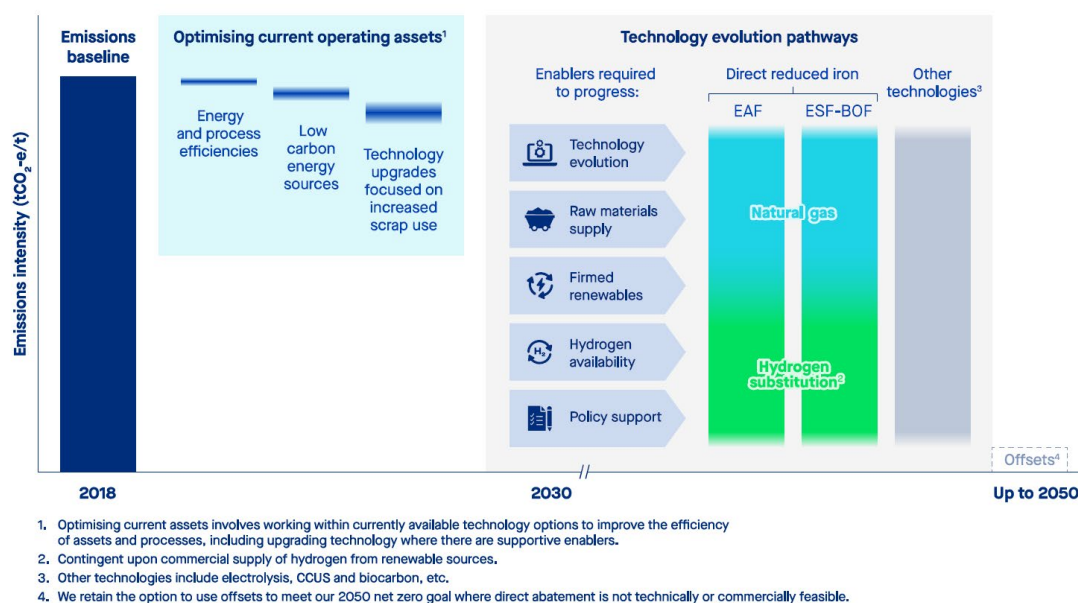 Emissions
baseline
Optimising current operating assets¹
Technology evolution pathways
Emissions intensity (tCO₂-e/t)
Energy
and process
efficiencies
Low
carbon
energy
sources
Technology
upgrades
focused on
increased
scrap use
Enablers required
to progress:
Technology
evolution
Raw materials
supply
Firmed
renewables
H₂
Hydrogen
availability
Policy support
Direct reduced iron
EAF
ESF-BOF
Natural gas
Hydrogen
substitution²
Other
technologies³
Offsets⁴
2018
2030
//
Up to 2050
1. Optimising current assets involves working within currently available technology options to improve the efficiency
of assets and processes, including upgrading technology where there are supportive enablers.
2. Contingent upon commercial supply of hydrogen from renewable sources.
3. Other technologies include electrolysis, CCUS and biocarbon, etc.
4. We retain the option to use offsets to meet our 2050 net zero goal where direct abatement is not technically or commercially feasible.